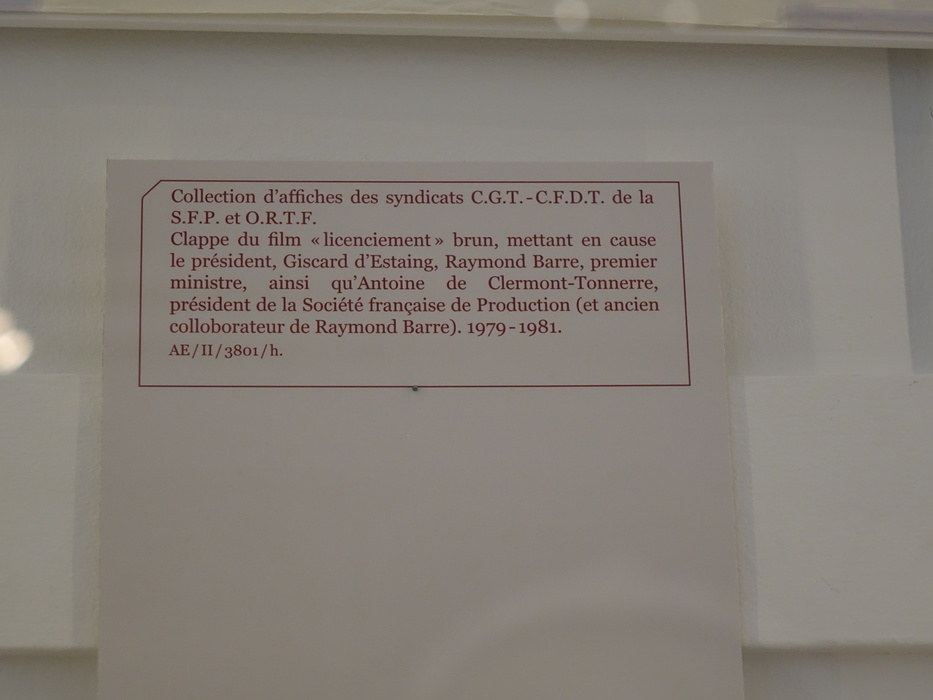 Collection d’affiches des syndicats C.G.T.-C.F.D.T. de la
S.F.P. et O.R.T.F.
Clappe du film «licenciement» brun, mettant en cause
le président, Giscard d’Estaing, Raymond Barre, premier
ministre, ainsi qu’Antoine de Clermont-Tonnerre,
président de la Société française de Production (et ancien
colloborateur de Raymond Barre). 1979-1981.
AE/II/3801/h.